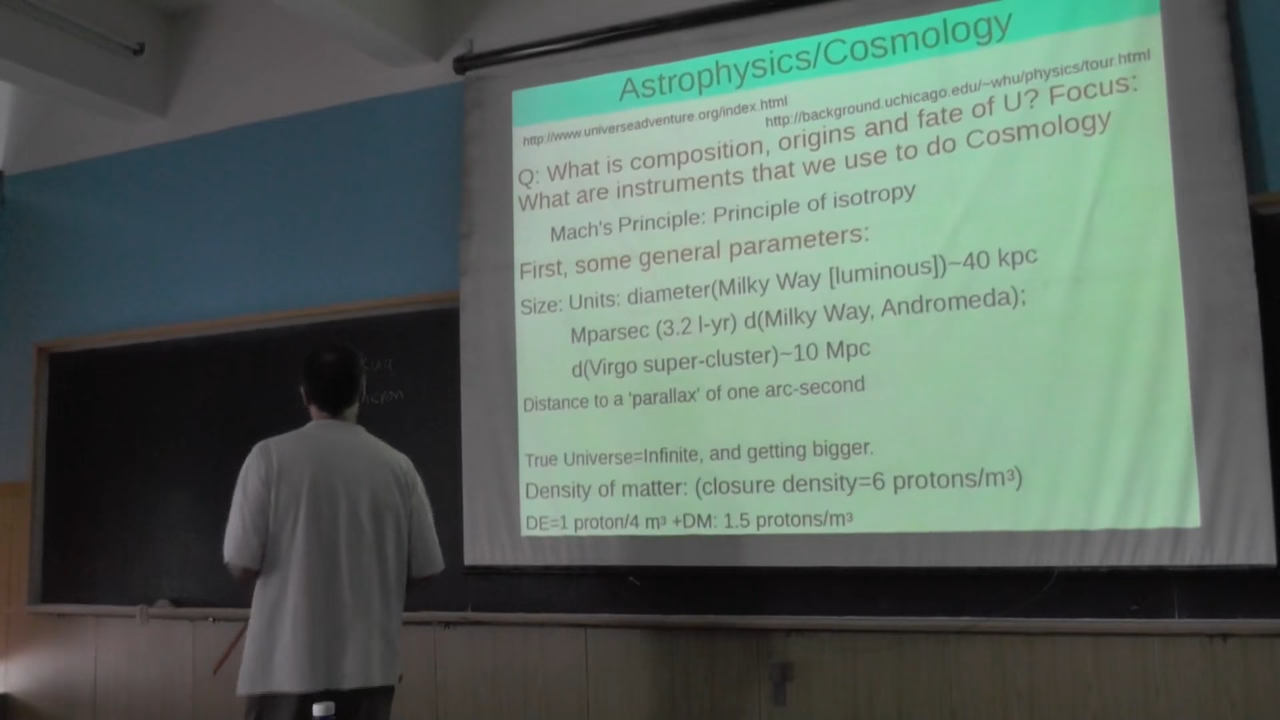 Astrophysics/Cosmology
http://www.universeadventure.org/index.html
http://background.uchicago.edu/~whu/physics/tour.html
Q: What is composition, origins and fate of U? Focus:
What are instruments that we use to do Cosmology
Mach's Principle: Principle of isotropy
First, some general parameters:
Size: Units: diameter(Milky Way [luminous])~40 kpc
Mparsec (3.2 l-yr) d(Milky Way, Andromeda);
d(Virgo super-cluster)~10 Mpc
Distance to a 'parallax' of one arc-second
True Universe=Infinite, and getting bigger.
Density of matter: (closure density=6 protons/m³)
DE=1 proton/4 m³ +DM: 1.5 protons/m³